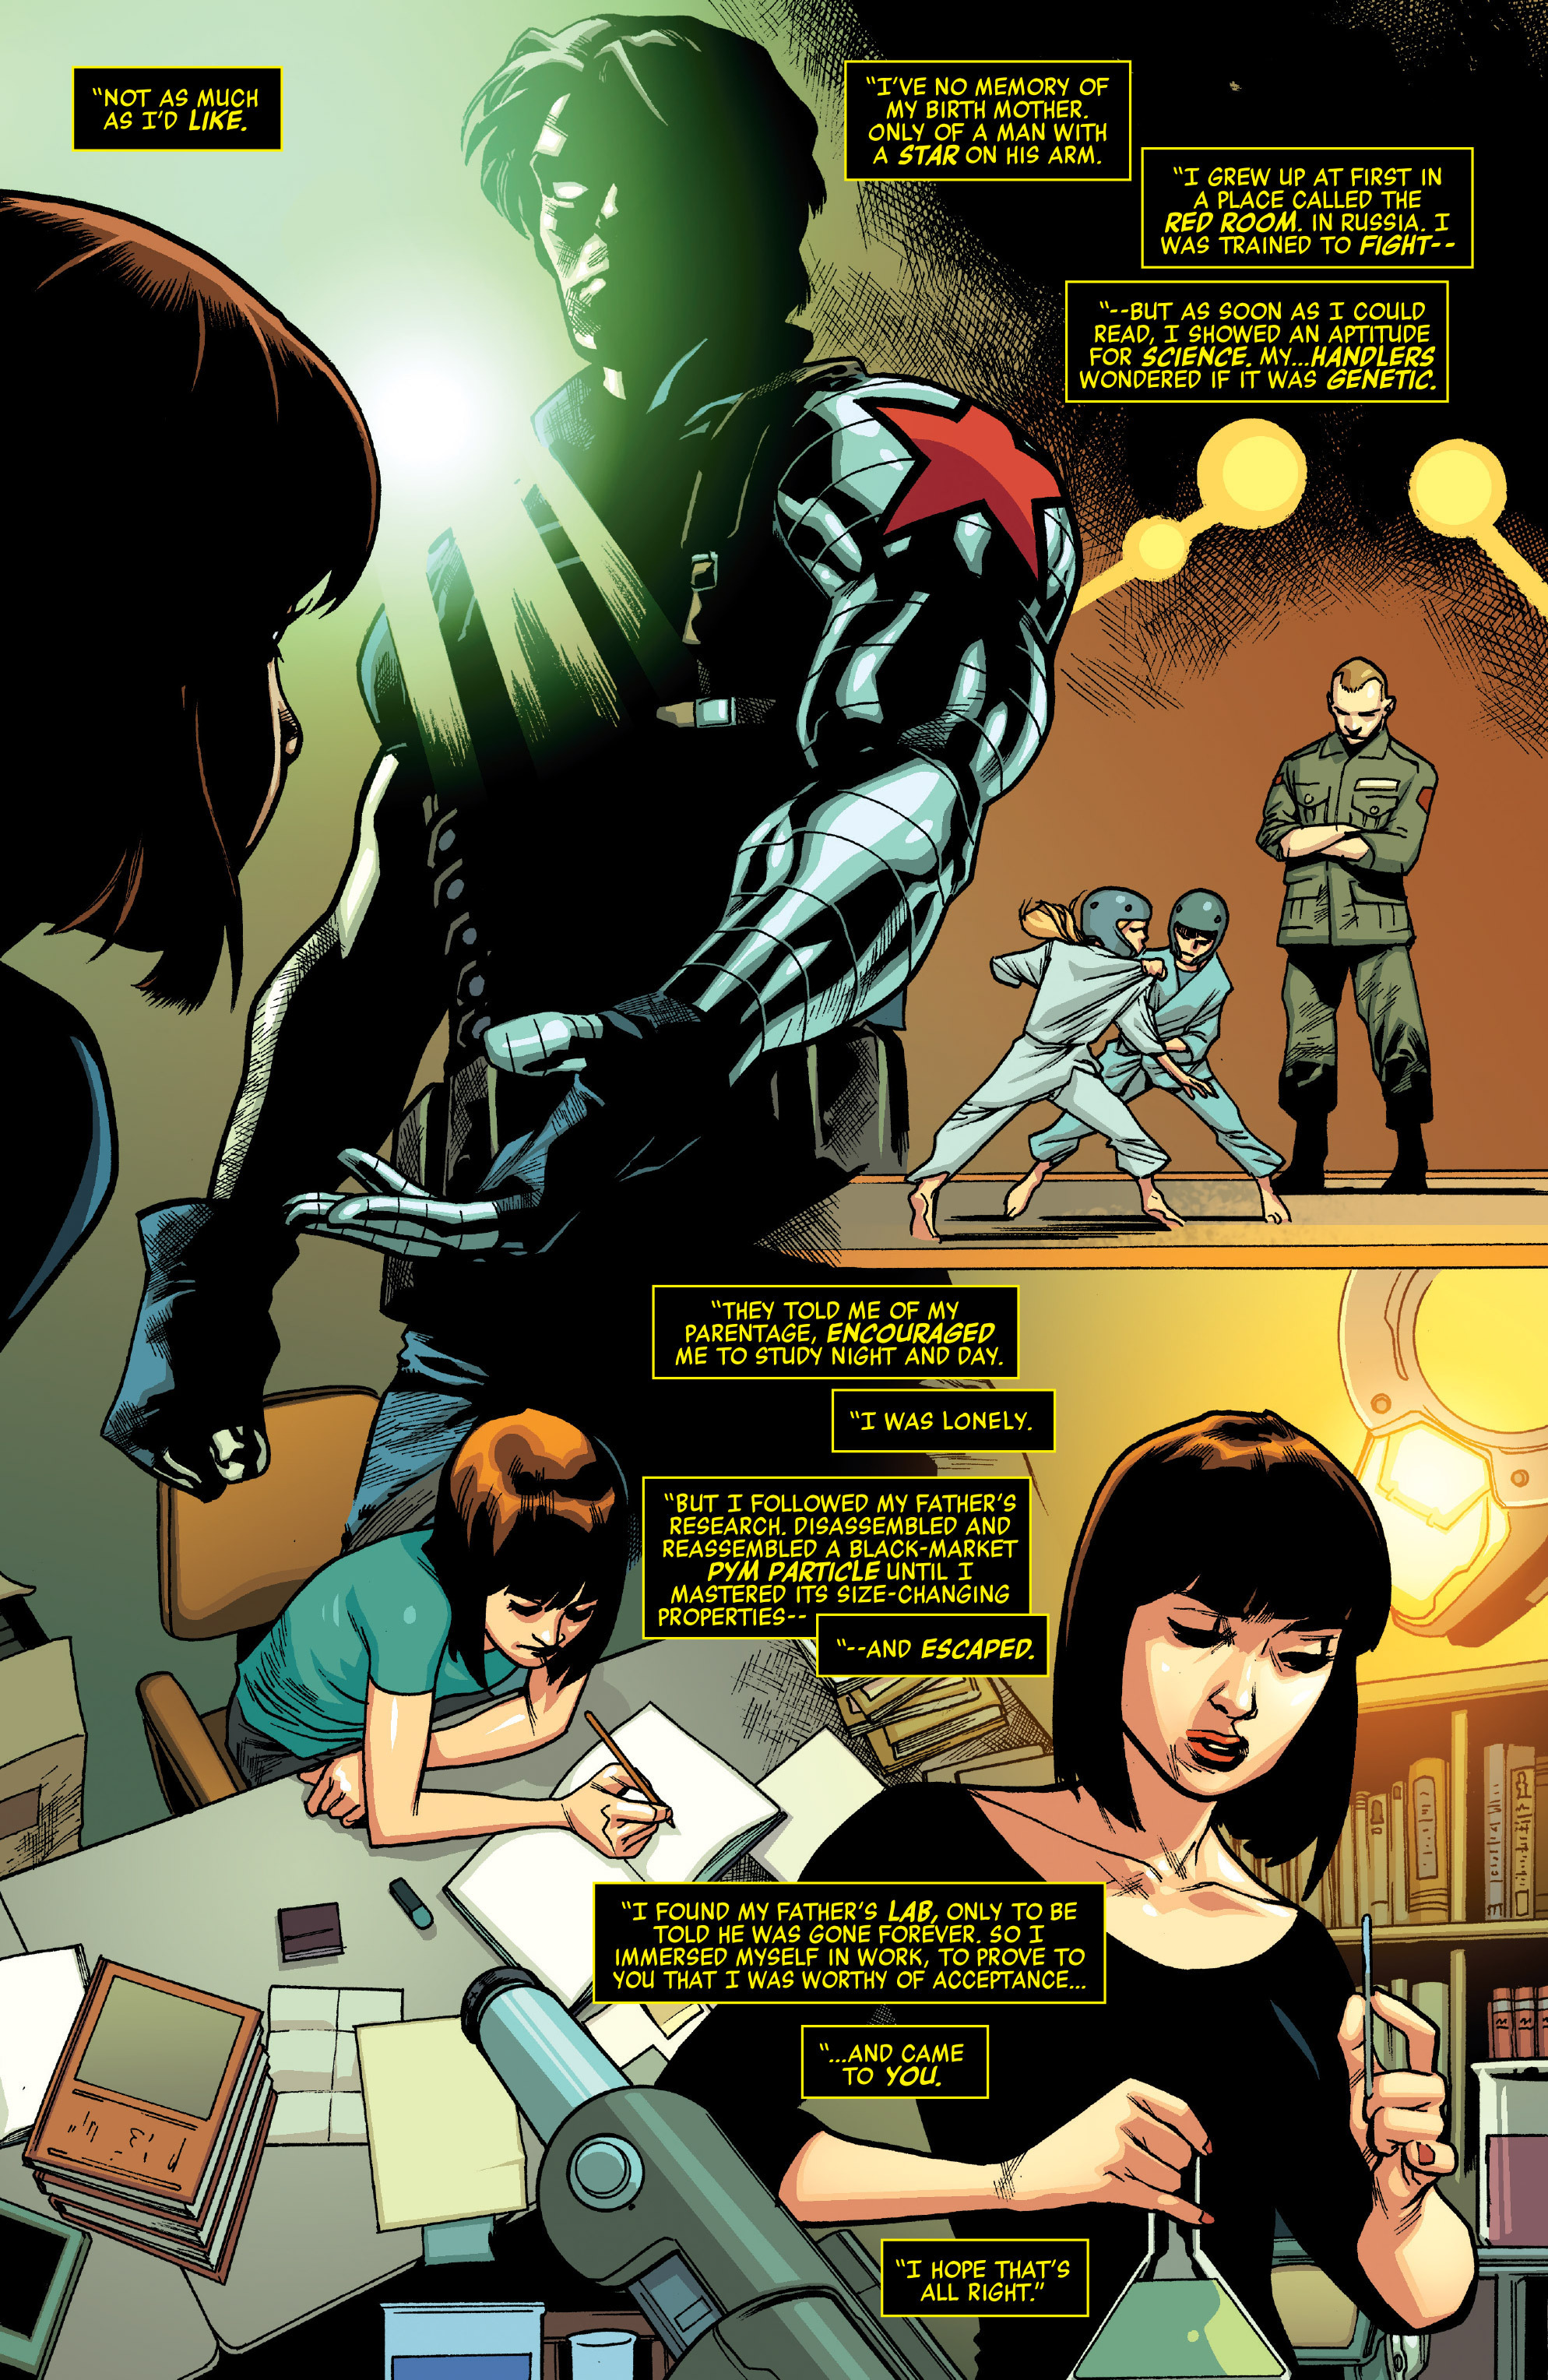 "NOT AS MUCH
AS I'D LIKE.
"I'VE NO MEMORY OF
MY BIRTH MOTHER.
ONLY OF A MAN WITH
A STAR ON HIS ARM.
"I GREW UP AT FIRST IN
A PLACE CALLED THE
RED ROOM. IN RUSSIA. I
WAS TRAINED TO FIGHT--
"--BUT AS SOON AS I COULD
READ, I SHOWED AN APTITUDE
FOR SCIENCE. MY...HANDLERS
WONDERED IF IT WAS GENETIC.
"THEY TOLD ME OF MY
PARENTAGE, ENCOURAGED
ME TO STUDY NIGHT AND DAY.
"I WAS LONELY.
"BUT I FOLLOWED MY FATHER'S
RESEARCH. DISASSEMBLED AND
REASSEMBLED A BLACK-MARKET
PYM PARTICLE UNTIL I
MASTERED ITS SIZE-CHANGING
PROPERTIES--
"--AND ESCAPED.
"I FOUND MY FATHER'S LAB, ONLY TO BE
TOLD HE WAS GONE FOREVER. SO I
IMMERSED MYSELF IN WORK, TO PROVE TO
YOU THAT I WAS WORTHY OF ACCEPTANCE...
"...AND CAME
TO YOU.
"I HOPE THAT'S
ALL RIGHT."